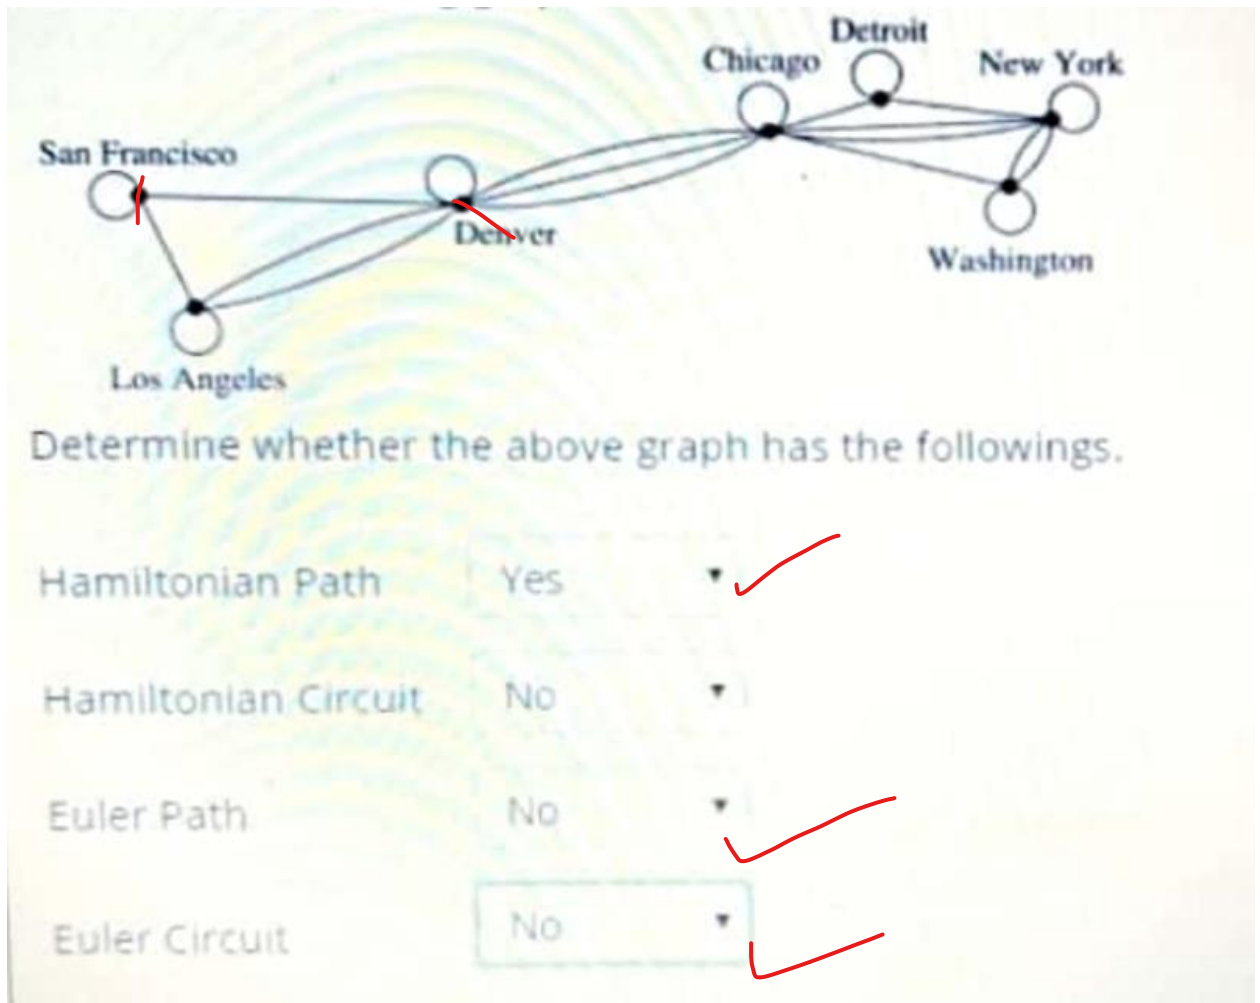 Detroit
Chicago
New York
San Francisco
Denver
Washington
Los Angeles
Determine whether the above graph has the followings.
Hamiltonian Path Yes
Hamiltonian Circuit No
Euler Path No
Euler Circuit No